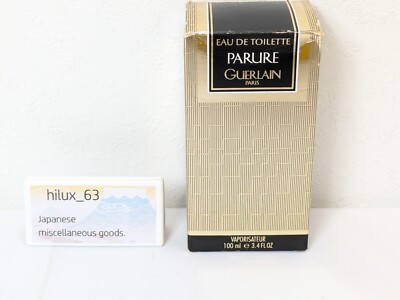 EAU DE TOILETTE
PARURE
GUERLAIN
PARIS
hilux_63
Japanese
miscellaneous goods.
VAPORISATEUR
100 ml ℮ 3.4 FL.OZ